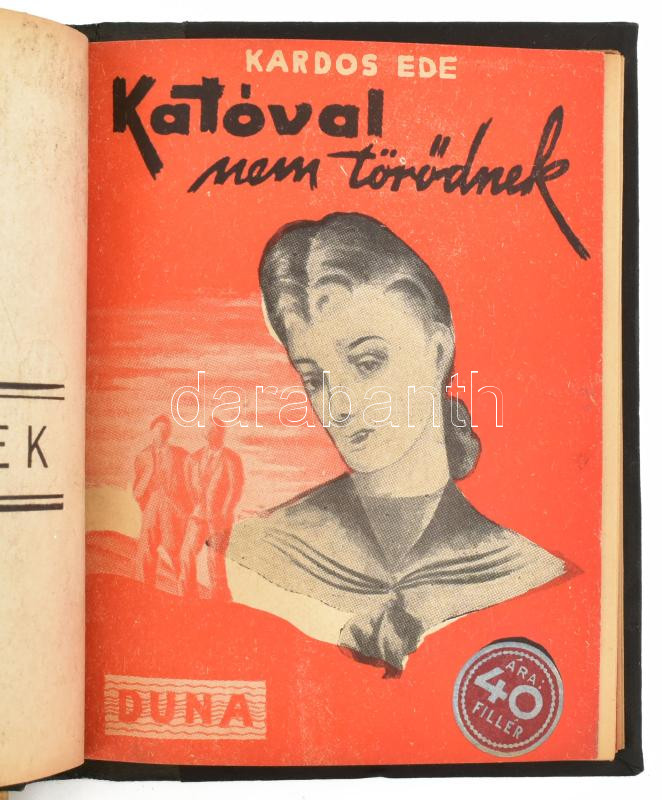 KARDOS EDE
Katóval
nem törődnek
darabanth
EK
DUNA
ÁRA:
40
FILLÉR